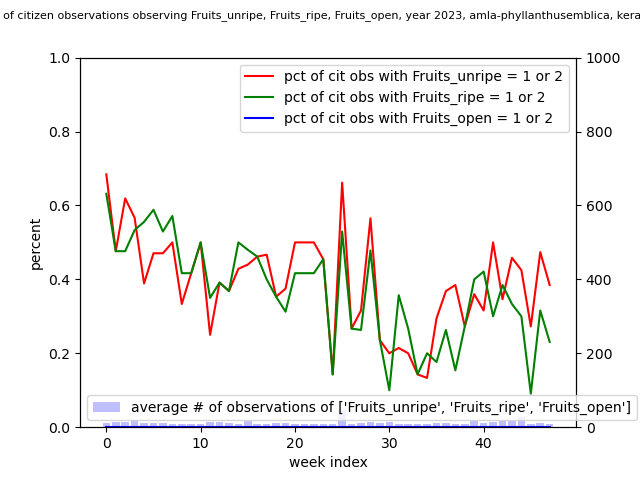 of citizen observations observing Fruits_unripe, Fruits_ripe, Fruits_open, year 2023, amla-phyllanthusemblica, kera
pct of cit obs with Fruits_unripe = 1 or 2
pct of cit obs with Fruits_ripe = 1 or 2
pct of cit obs with Fruits_open = 1 or 2
1.0
0.8
0.6
0.4
0.2
0.0
percent
1000
800
600
400
200
0
average # of observations of ['Fruits_unripe', 'Fruits_ripe', 'Fruits_open']
0 10 20 30 40
week index